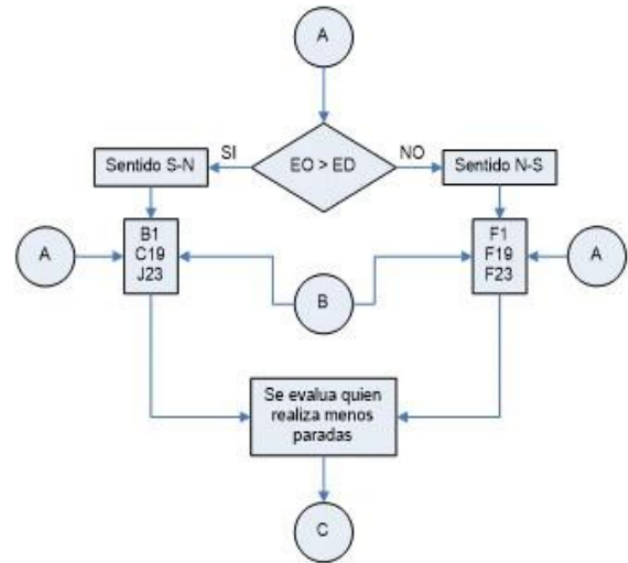 A
SI
EO > ED
NO
Sentido S-N
Sentido N-S
A
B1
C19
J23
B
F1
F19
F23
A
Se evalua quien
realiza menos
paradas
C